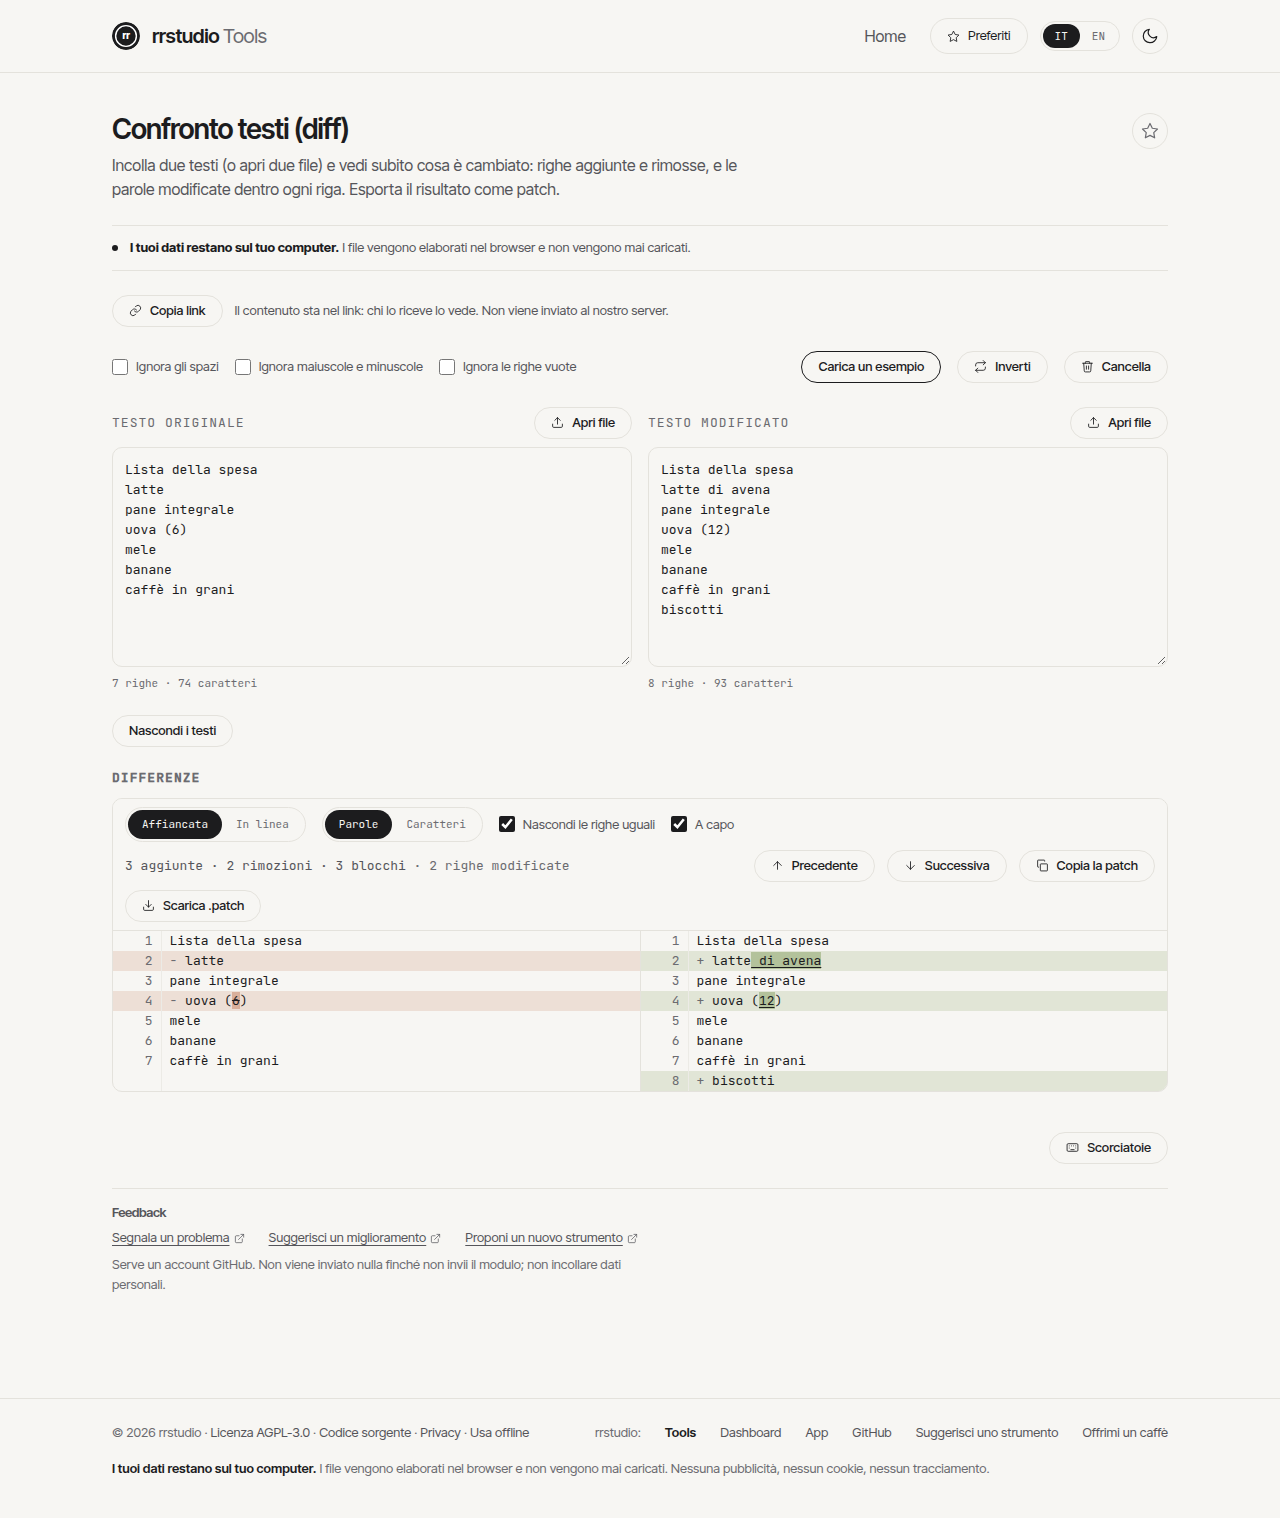 rr rrstudio Tools
Home
Preferiti
IT EN
Confronto testi (diff)
Incolla due testi (o apri due file) e vedi subito cosa è cambiato: righe aggiunte e rimosse, e le
parole modificate dentro ogni riga. Esporta il risultato come patch.
I tuoi dati restano sul tuo computer. I file vengono elaborati nel browser e non vengono mai caricati.
Copia link
Il contenuto sta nel link: chi lo riceve lo vede. Non viene inviato al nostro server.
Ignora gli spazi
Ignora maiuscole e minuscole
Ignora le righe vuote
Carica un esempio
Inverti
Cancella
TESTO ORIGINALE
Apri file
Lista della spesa
latte
pane integrale
uova (6)
mele
banane
caffè in grani
7 righe · 74 caratteri
TESTO MODIFICATO
Apri file
Lista della spesa
latte di avena
pane integrale
uova (12)
mele
banane
caffè in grani
biscotti
8 righe · 93 caratteri
Nascondi i testi
DIFFERENZE
Affiancata In linea
Parole Caratteri
Nascondi le righe uguali
A capo
3 aggiunte · 2 rimozioni · 3 blocchi · 2 righe modificate
Precedente
Successiva
Copia la patch
Scarica .patch
1 Lista della spesa
2 - latte
3 pane integrale
4 - uova (6)
5 mele
6 banane
7 caffè in grani
1 Lista della spesa
2 + latte di avena
3 pane integrale
4 + uova (12)
5 mele
6 banane
7 caffè in grani
8 + biscotti
Scorciatoie
Feedback
Segnala un problema
Suggerisci un miglioramento
Proponi un nuovo strumento
Serve un account GitHub. Non viene inviato nulla finché non invii il modulo; non incollare dati
personali.
© 2026 rrstudio · Licenza AGPL-3.0 · Codice sorgente · Privacy · Usa offline
rrstudio: Tools Dashboard App GitHub Suggerisci uno strumento Offrimi un caffè
I tuoi dati restano sul tuo computer. I file vengono elaborati nel browser e non vengono mai caricati. Nessuna pubblicità, nessun cookie, nessun tracciamento.